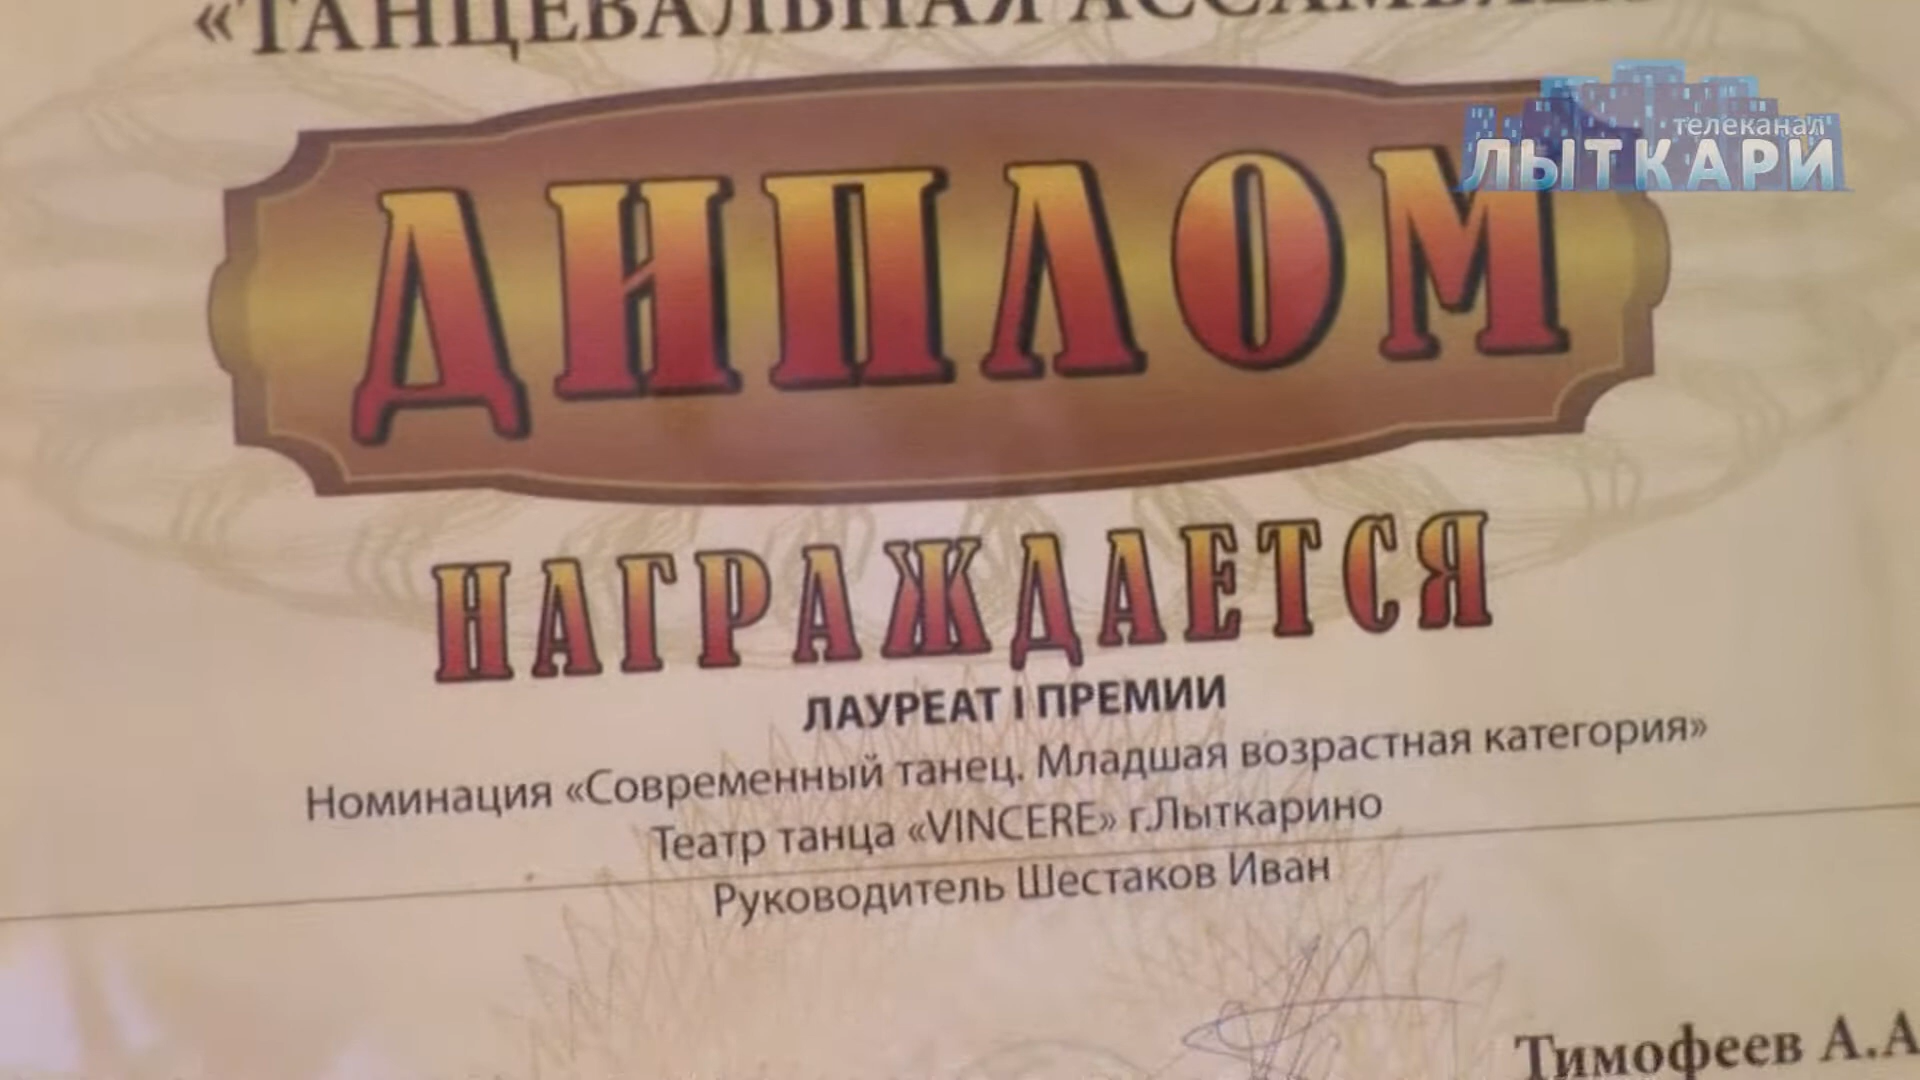 «ТАНЦЕВАЛЬНАЯ АССАМБЛЕЯ
телеканал
ЛЫТКАРИ
ДИПЛОМ
НАГРАЖДАЕТСЯ
ЛАУРЕАТ I ПРЕМИИ
Номинация «Современный танец. Младшая возрастная категория»
Театр танца «VINCERE» г.Лыткарино
Руководитель Шестаков Иван
Тимофеев А.А